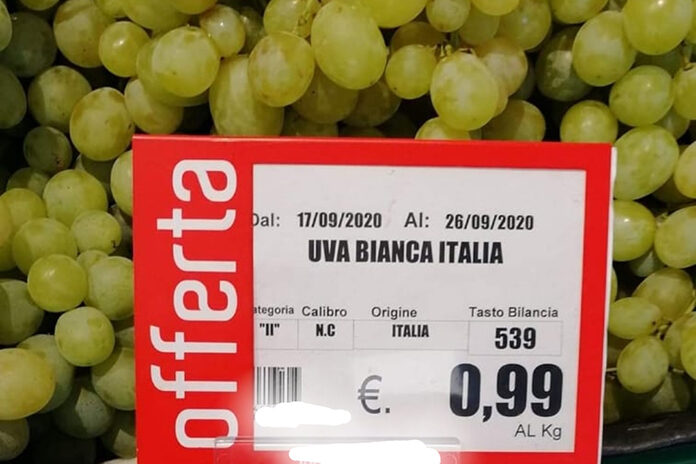 offerta
Dal: 17/09/2020 Al: 26/09/2020
UVA BIANCA ITALIA
ategoria Calibro Origine Tasto Bilancia
"II" N.C ITALIA 539
€. 0,99
AL Kg